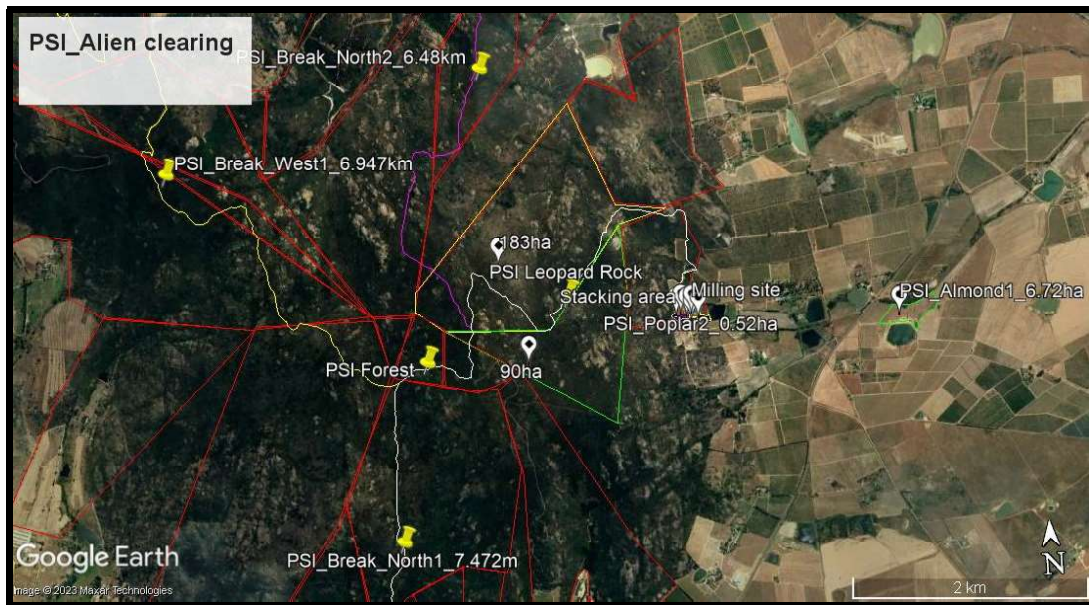 PSI_Alien clearing
PSI_Break_North2_6.48km
PSI_Break_West1_6.947km
183ha
PSI Leopard Rock
Stacking area
Milling site
PSI_Almond1_6.72ha
PSI_Poplar2_0.52ha
PSI Forest
90ha
PSI_Break_North1_7.472m
Google Earth
Image © 2023 Maxar Technologies
N
2 km